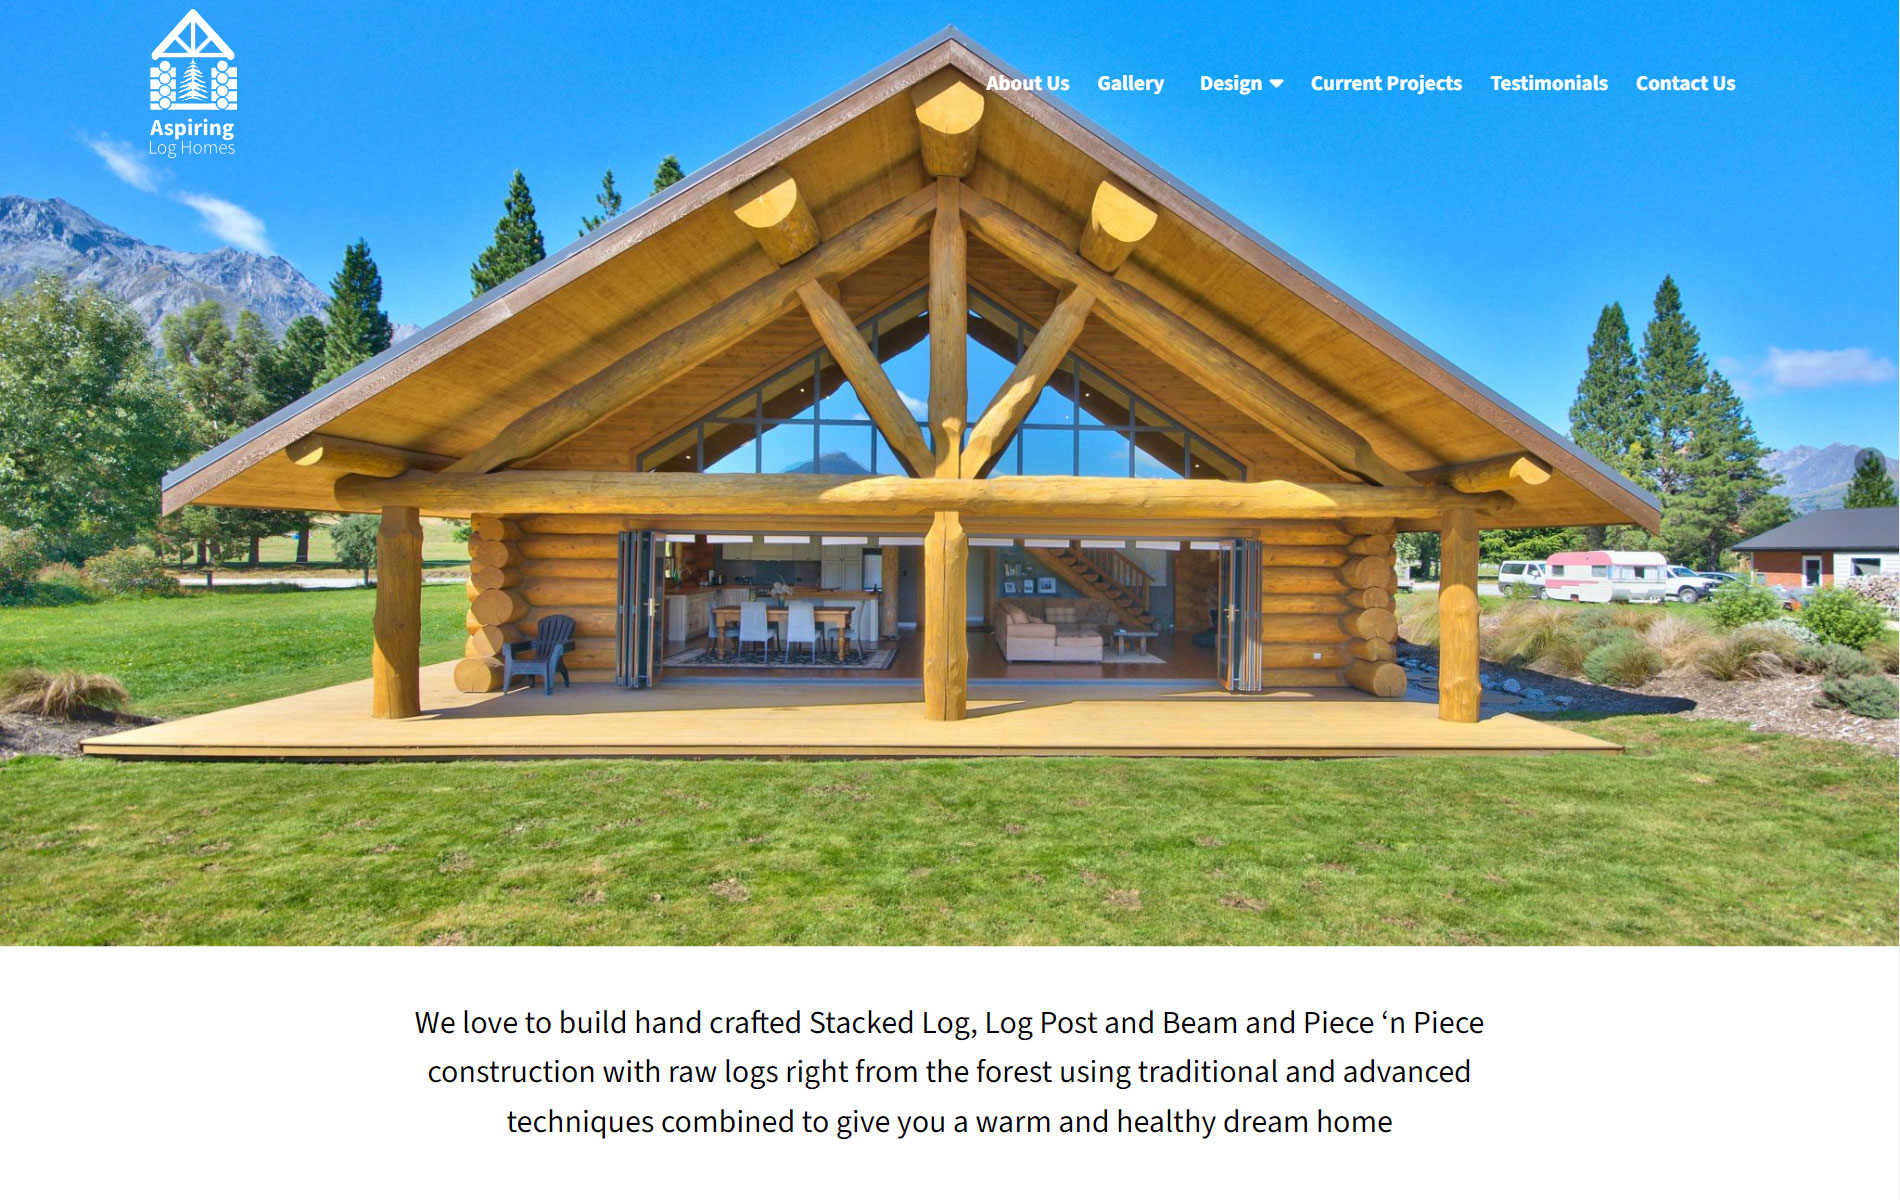 Aspiring
Log Homes
About Us Gallery Design Current Projects Testimonials Contact Us
We love to build hand crafted Stacked Log, Log Post and Beam and Piece ‘n Piece
construction with raw logs right from the forest using traditional and advanced
techniques combined to give you a warm and healthy dream home